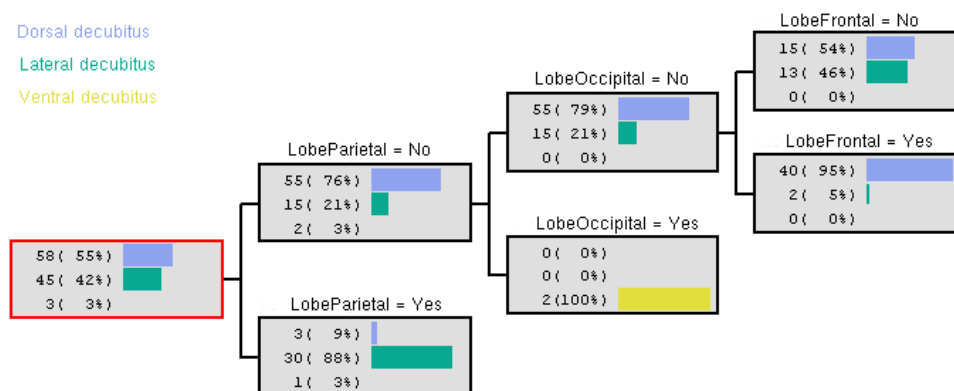 Dorsal decubitus
Lateral decubitus
Ventral decubitus
58( 55%)
45( 42%)
3( 3%)
LobeParietal = No
55( 76%)
15( 21%)
2( 3%)
LobeParietal = Yes
3( 9%)
30( 88%)
1( 3%)
LobeOccipital = No
55( 79%)
15( 21%)
0( 0%)
LobeOccipital = Yes
0( 0%)
0( 0%)
2(100%)
LobeFrontal = No
15( 54%)
13( 46%)
0( 0%)
LobeFrontal = Yes
40( 95%)
2( 5%)
0( 0%)